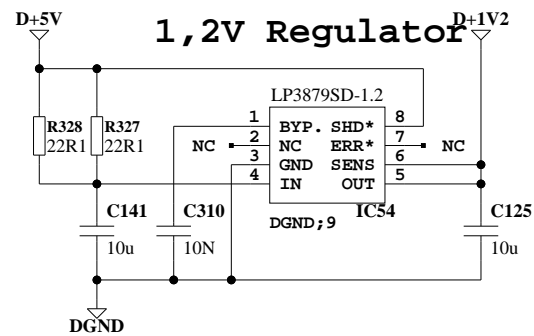 D+5V
1,2V Regulator
D+1V2
LP3879SD-1.2
1 BYP. SHD* 8
R328 R327
22R1 22R1
NC 2 NC ERR* 7 NC
3 GND SENS 6
4 IN OUT 5
C141 C310 IC54 C125
DGND;9
10u 10N 10u
DGND